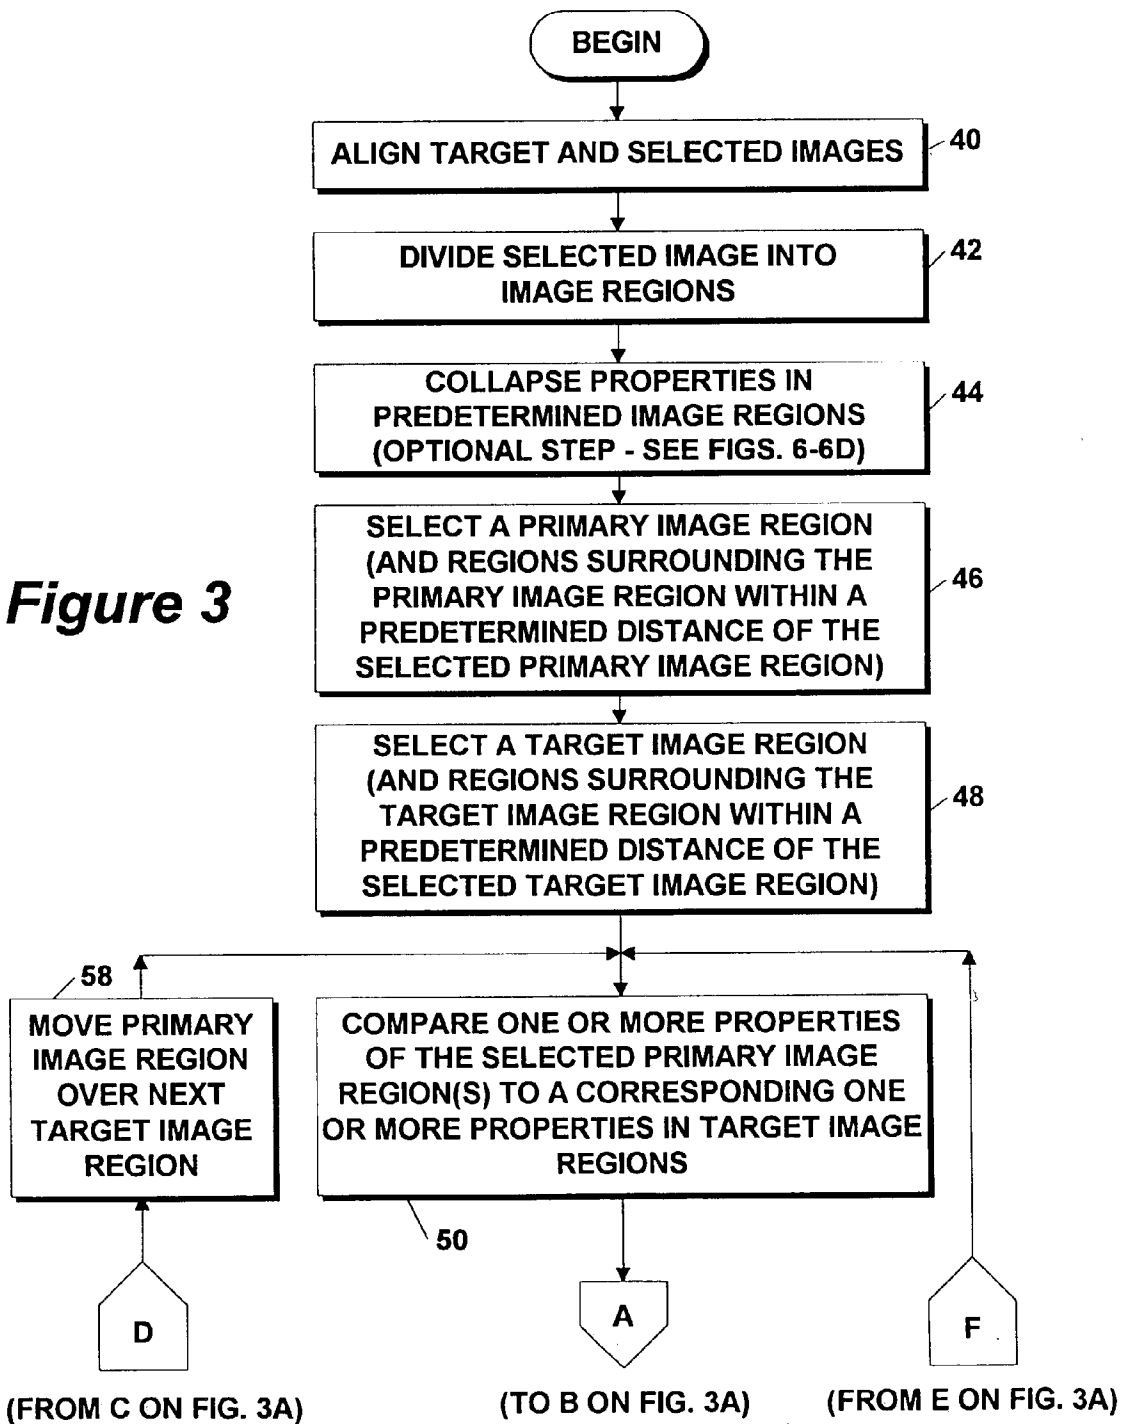 BEGIN
ALIGN TARGET AND SELECTED IMAGES
40
DIVIDE SELECTED IMAGE INTO
IMAGE REGIONS
42
COLLAPSE PROPERTIES IN
PREDETERMINED IMAGE REGIONS
(OPTIONAL STEP - SEE FIGS. 6-6D)
44
SELECT A PRIMARY IMAGE REGION
(AND REGIONS SURROUNDING THE
PRIMARY IMAGE REGION WITHIN A
PREDETERMINED DISTANCE OF THE
SELECTED PRIMARY IMAGE REGION)
46
Figure 3
SELECT A TARGET IMAGE REGION
(AND REGIONS SURROUNDING THE
TARGET IMAGE REGION WITHIN A
PREDETERMINED DISTANCE OF THE
SELECTED TARGET IMAGE REGION)
48
58
MOVE PRIMARY
IMAGE REGION
OVER NEXT
TARGET IMAGE
REGION
COMPARE ONE OR MORE PROPERTIES
OF THE SELECTED PRIMARY IMAGE
REGION(S) TO A CORRESPONDING ONE
OR MORE PROPERTIES IN TARGET IMAGE
REGIONS
50
D
A
F
(FROM C ON FIG. 3A)
(TO B ON FIG. 3A)
(FROM E ON FIG. 3A)